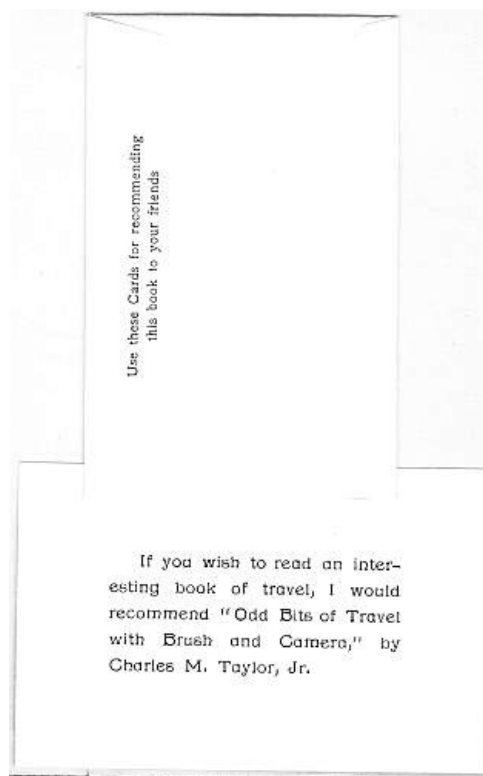 Use these Cards for recommending
this book to your friends
If you wish to read an inter-
esting book of travel, I would
recommend "Odd Bits of Travel
with Brush and Camera," by
Charles M. Taylor, Jr.